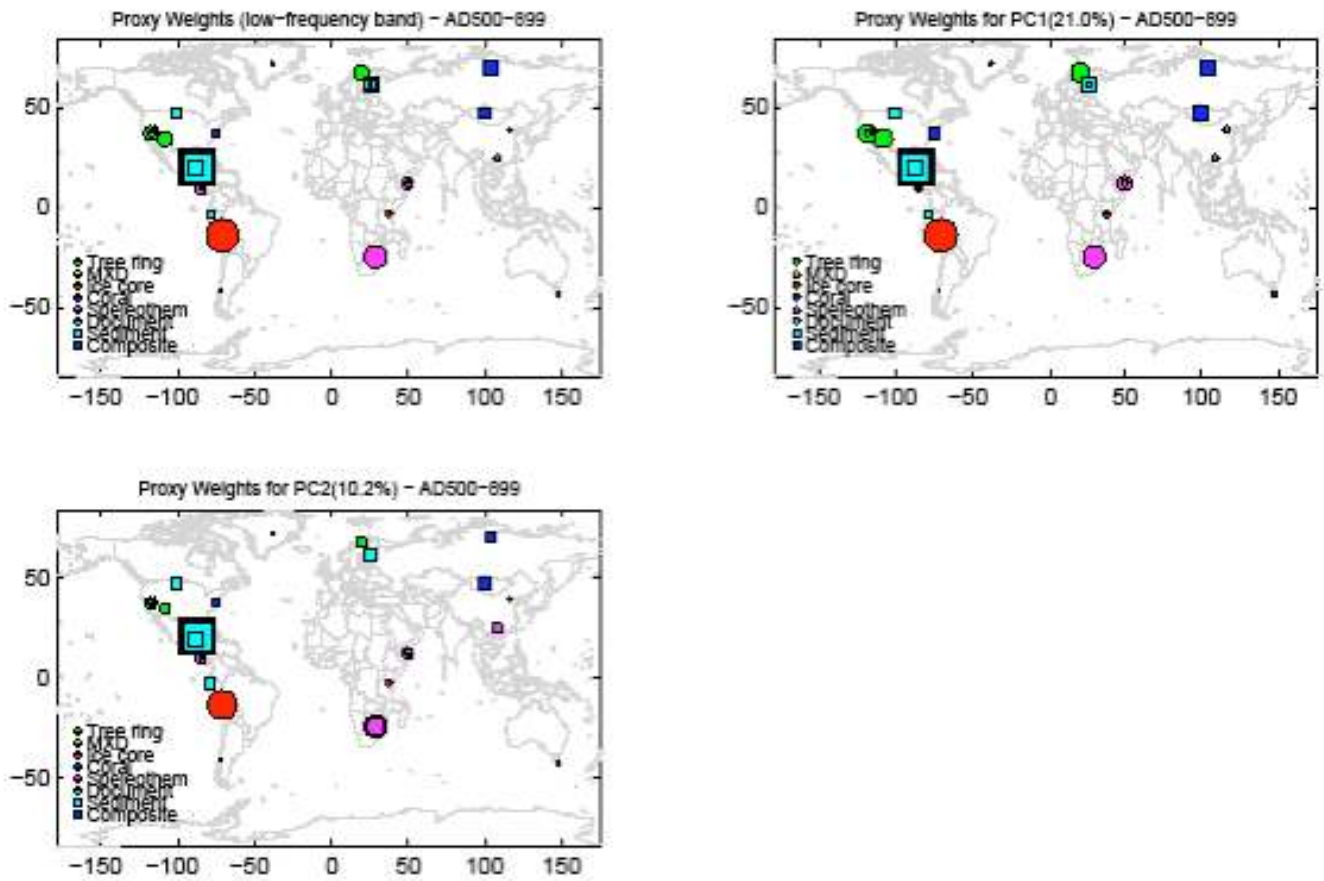 Proxy Weights (low-frequency band) - AD500-699
50
0
-50
Tree ring
MXD
Ice core
Coral
Speleothem
Document
Sediment
Composite
-150 -100 -50 0 50 100 150
Proxy Weights for PC1(21.0%) - AD500-699
50
0
-50
Tree ring
MXD
Ice core
Coral
Speleothem
Document
Sediment
Composite
-150 -100 -50 0 50 100 150
Proxy Weights for PC2(10.2%) - AD500-699
50
0
-50
Tree ring
MXD
Ice core
Coral
Speleothem
Document
Sediment
Composite
-150 -100 -50 0 50 100 150